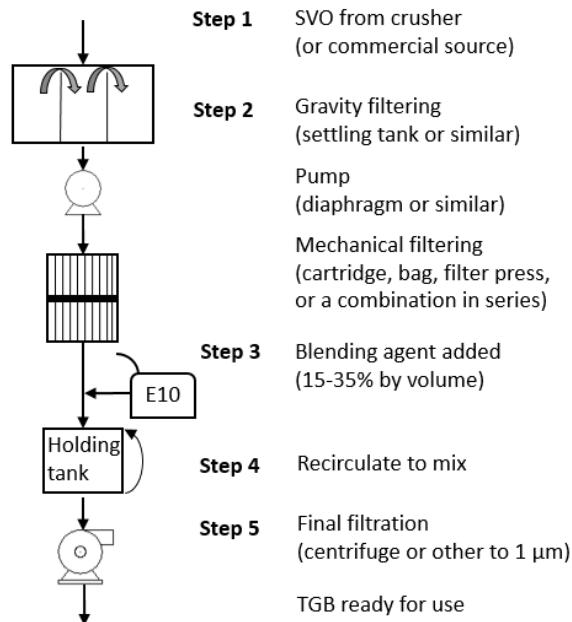 Step 1 SVO from crusher
(or commercial source)
Step 2 Gravity filtering
(settling tank or similar)
Pump
(diaphragm or similar)
Mechanical filtering
(cartridge, bag, filter press,
or a combination in series)
Step 3 Blending agent added
(15-35% by volume)
E10
Holding
tank
Step 4 Recirculate to mix
Step 5 Final filtration
(centrifuge or other to 1 µm)
TGB ready for use